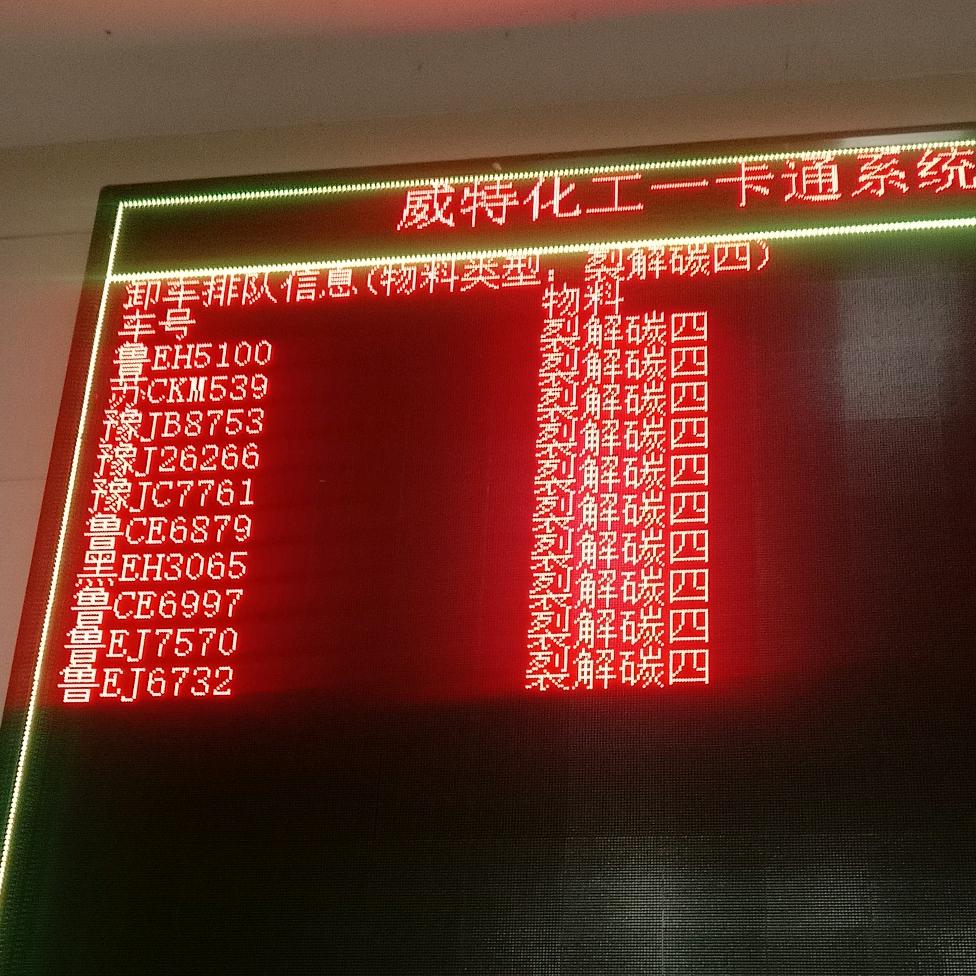 威特化工一卡通系统
卸车排队信息(物料类型:裂解碳四)
车号 物料
鲁EH5100 裂解碳四
苏CKM539 裂解碳四
豫JB8753 裂解碳四
豫J26266 裂解碳四
豫JC7761 裂解碳四
鲁CE6879 裂解碳四
黑EH3065 裂解碳四
鲁CE6997 裂解碳四
鲁EJ7570 裂解碳四
鲁EJ6732 裂解碳四